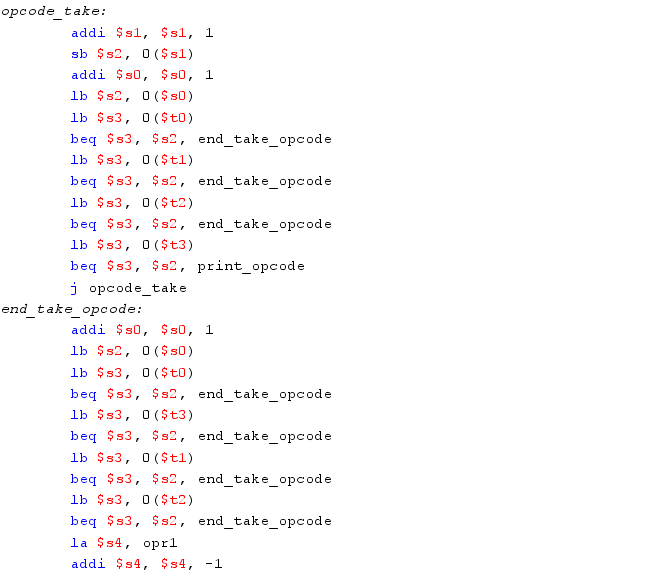 opcode_take:
addi $s1, $s1, 1
sb $s2, 0($s1)
addi $s0, $s0, 1
lb $s2, 0($s0)
lb $s3, 0($t0)
beq $s3, $s2, end_take_opcode
lb $s3, 0($t1)
beq $s3, $s2, end_take_opcode
lb $s3, 0($t2)
beq $s3, $s2, end_take_opcode
lb $s3, 0($t3)
beq $s3, $s2, print_opcode
j opcode_take
end_take_opcode:
addi $s0, $s0, 1
lb $s2, 0($s0)
lb $s3, 0($t0)
beq $s3, $s2, end_take_opcode
lb $s3, 0($t3)
beq $s3, $s2, end_take_opcode
lb $s3, 0($t1)
beq $s3, $s2, end_take_opcode
lb $s3, 0($t2)
beq $s3, $s2, end_take_opcode
la $s4, opr1
addi $s4, $s4, -1